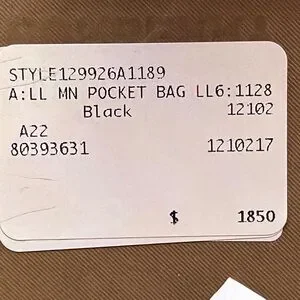 STYLE129926A1189
A:LL MN POCKET BAG LL6:1128
Black 12102
A22
80393631 1210217
$ 1850